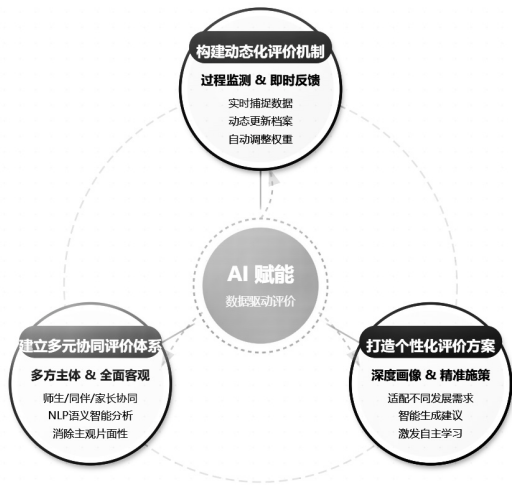 构建动态化评价机制
过程监测 & 即时反馈
实时捕捉数据
动态更新档案
自动调整权重
AI 赋能
数据驱动评价
建立多元协同评价体系
多方主体 & 全面客观
师生/同伴/家长协同
NLP语义智能分析
消除主观片面性
打造个性化评价方案
深度画像 & 精准施策
适配不同发展需求
智能生成建议
激发自主学习